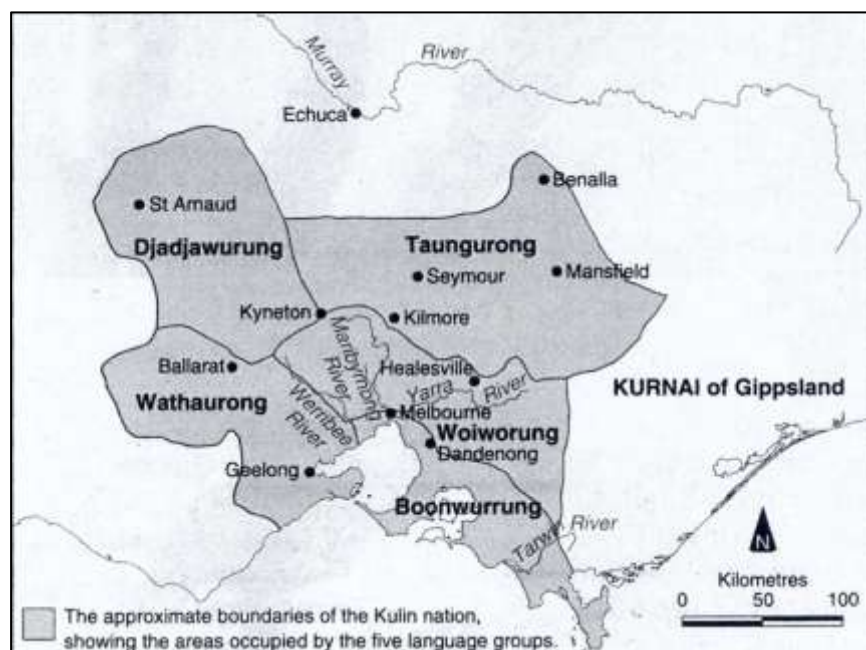 Murray
River
Echuca
Benalla
St Arnaud
Djadjawurung
Taungurong
Seymour
Mansfield
Kyneton
Kilmore
Maribyrnong
River
Healesville
Ballarat
Yarra
River
KURNAI of Gippsland
Wathaurong
Werribee
River
Melbourne
Woiworung
Dandenong
Geelong
Boonwurrung
Tarwin River
N
Kilometres
0 50 100
The approximate boundaries of the Kulin nation,
showing the areas occupied by the five language groups.